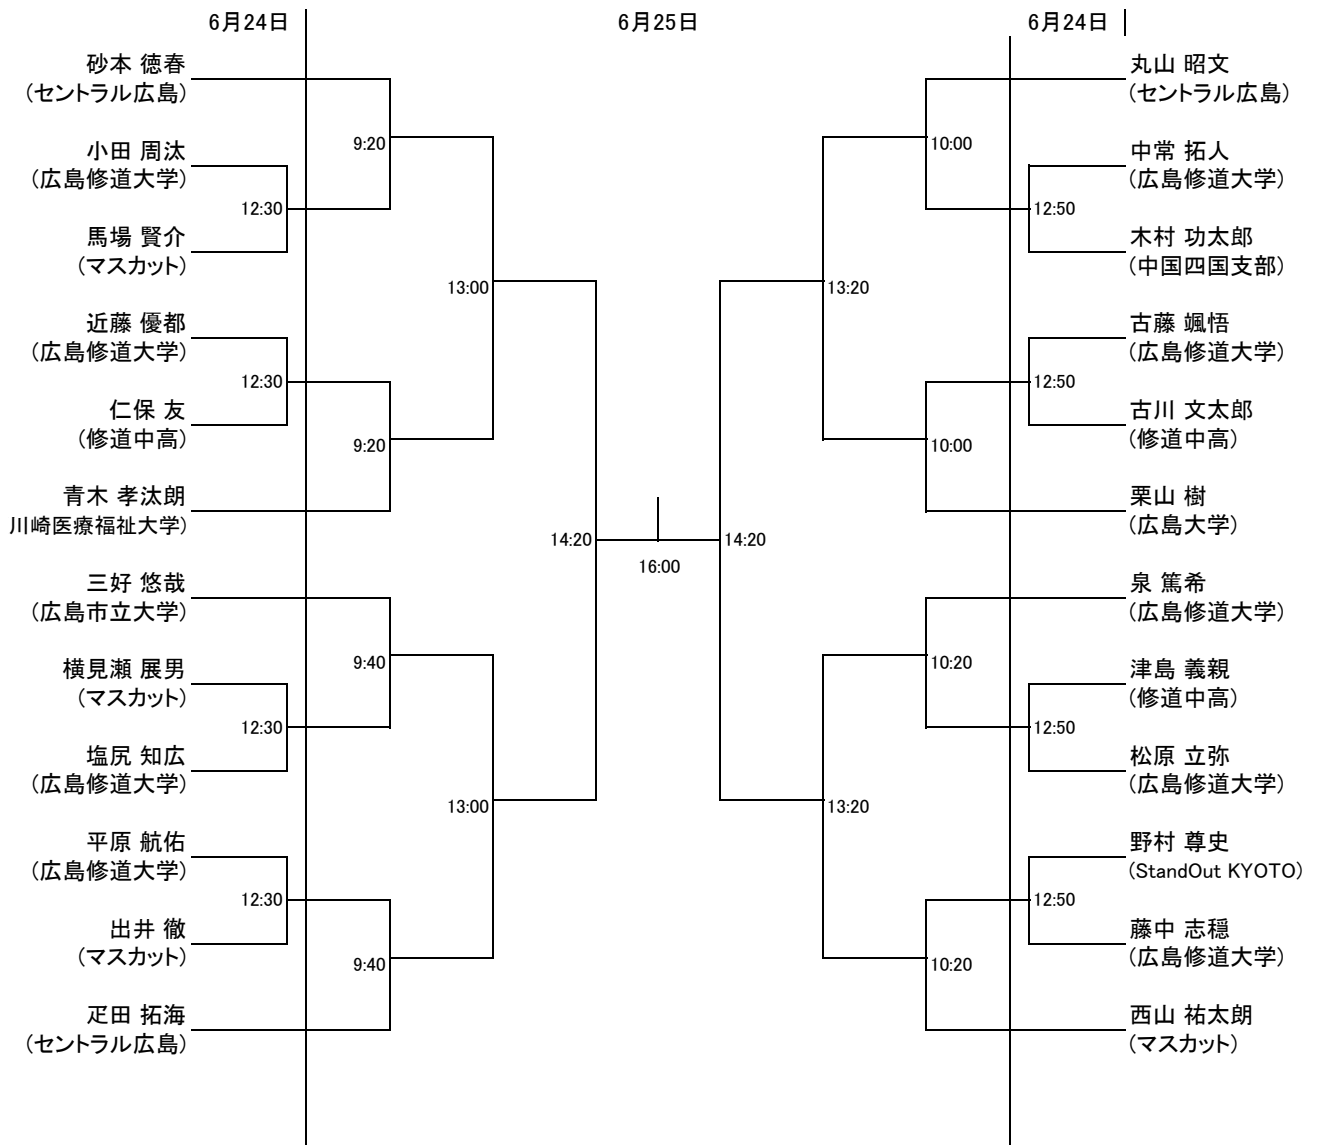 6月24日
6月25日
6月24日
砂本 徳春
(セントラル広島)
9:20
小田 周汰
(広島修道大学)
12:30
馬場 賢介
(マスカット)
13:00
近藤 優都
(広島修道大学)
12:30
仁保 友
(修道中高)
9:20
青木 孝汰朗
川崎医療福祉大学)
14:20
16:00
三好 悠哉
(広島市立大学)
9:40
横見瀬 展男
(マスカット)
12:30
塩尻 知広
(広島修道大学)
13:00
平原 航佑
(広島修道大学)
12:30
出井 徹
(マスカット)
9:40
疋田 拓海
(セントラル広島)
丸山 昭文
(セントラル広島)
10:00
中常 拓人
(広島修道大学)
12:50
木村 功太郎
(中国四国支部)
13:20
古藤 颯悟
(広島修道大学)
12:50
古川 文太郎
(修道中高)
10:00
栗山 樹
(広島大学)
14:20
泉 篤希
(広島修道大学)
10:20
津島 義親
(修道中高)
12:50
松原 立弥
(広島修道大学)
13:20
野村 尊史
(StandOut KYOTO)
12:50
藤中 志穏
(広島修道大学)
10:20
西山 祐太朗
(マスカット)